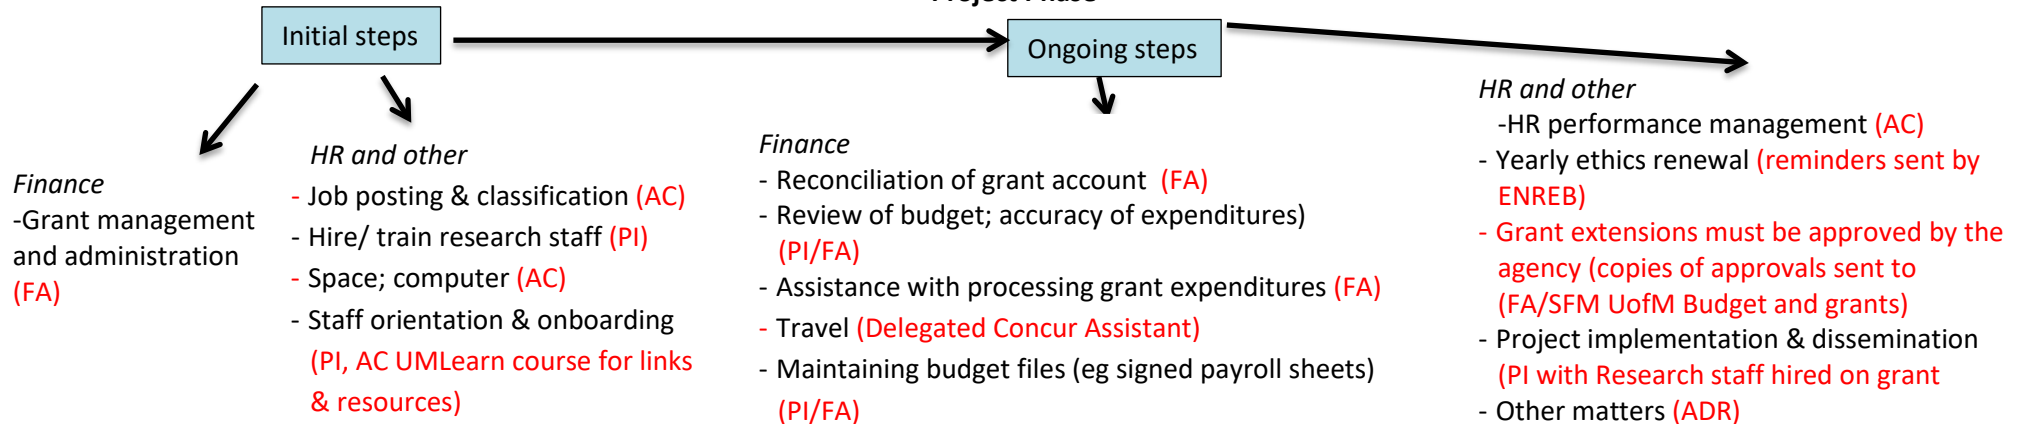 Project Phase
Initial steps
Ongoing steps
Finance
-Grant management
and administration
(FA)
HR and other
- Job posting & classification (AC)
- Hire/ train research staff (PI)
- Space; computer (AC)
- Staff orientation & onboarding
(PI, AC UMLearn course for links
& resources)
Finance
- Reconciliation of grant account (FA)
- Review of budget; accuracy of expenditures)
(PI/FA)
- Assistance with processing grant expenditures (FA)
- Travel (Delegated Concur Assistant)
- Maintaining budget files (eg signed payroll sheets)
(PI/FA)
HR and other
-HR performance management (AC)
- Yearly ethics renewal (reminders sent by
ENREB)
- Grant extensions must be approved by the
agency (copies of approvals sent to
(FA/SFM UofM Budget and grants)
- Project implementation & dissemination
(PI with Research staff hired on grant
- Other matters (ADR)